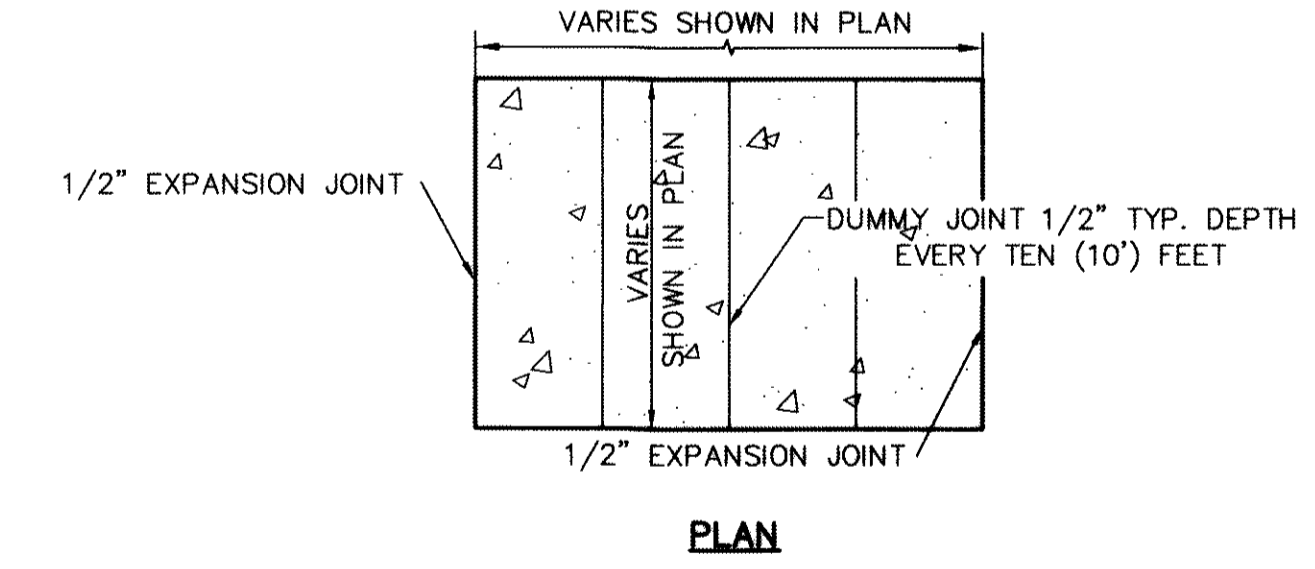 VARIES SHOWN IN PLAN
1/2" EXPANSION JOINT
VARIES
SHOWN IN PLAN
DUMMY JOINT 1/2" TYP. DEPTH
EVERY TEN (10') FEET
1/2" EXPANSION JOINT
PLAN